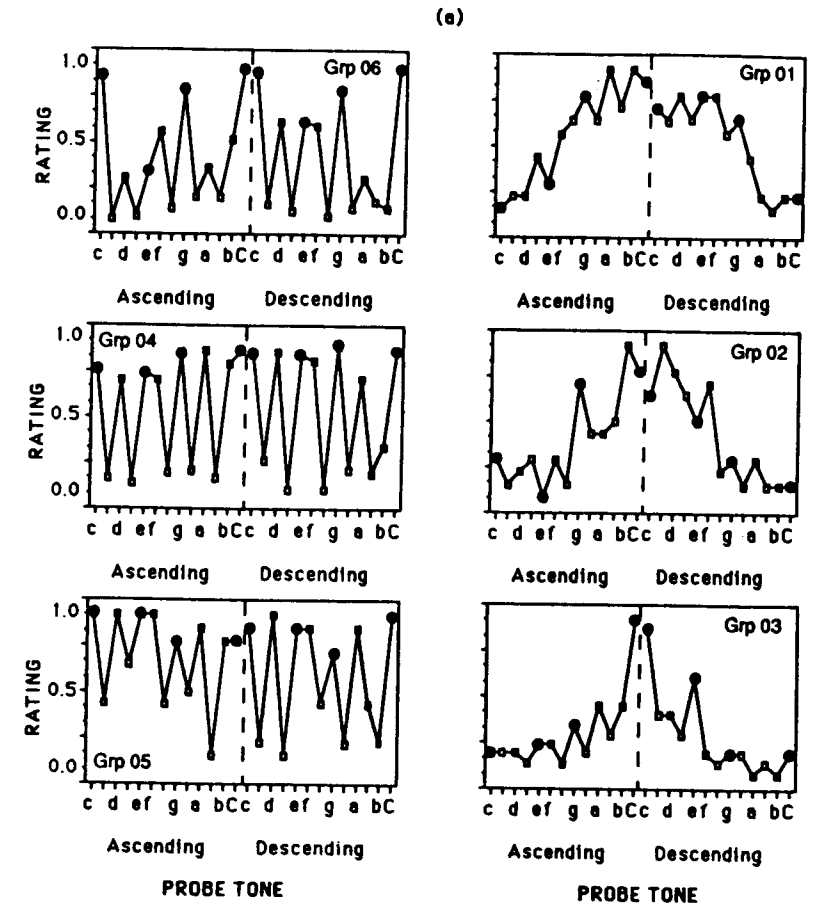 (a)
Grp 06
1.0
0.5
0.0
RATING
c d ef g a bCc d ef g a bC
Ascending Descending
Grp 01
c d ef g a bCc d ef g a bC
Ascending Descending
Grp 04
1.0
0.5
0.0
RATING
c d ef g a bCc d ef g a bC
Ascending Descending
Grp 02
c d ef g a bCc d ef g a bC
Ascending Descending
Grp 05
1.0
0.5
0.0
RATING
c d ef g a bCc d ef g a bC
Ascending Descending
PROBE TONE
Grp 03
c d ef g a bCc d ef g a bC
Ascending Descending
PROBE TONE